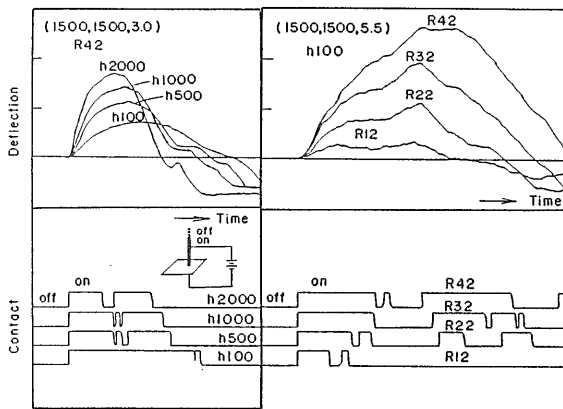 (1500,1500,3.0)
R42
h2000
h1000
h500
h100
Deflection
(1500,1500,5.5)
h100
R42
R32
R22
R12
Time
Time
off
on
off
on
h2000
h1000
h500
h100
Contact
off
on
R42
R32
R22
R12